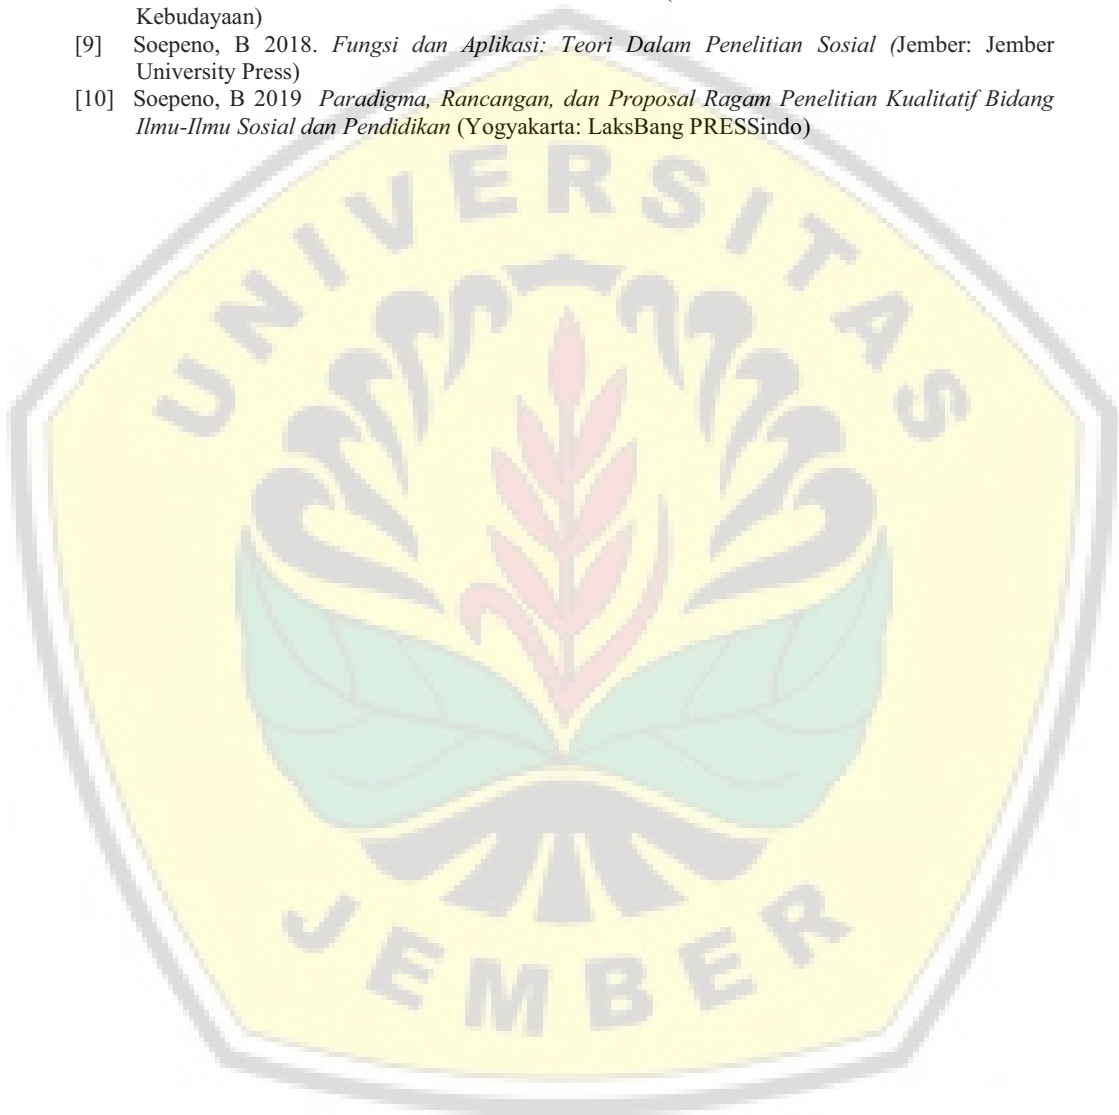 Kebudayaan)
[9] Soepeno, B 2018. Fungsi dan Aplikasi: Teori Dalam Penelitian Sosial (Jember: Jember
University Press)
[10] Soepeno, B 2019 Paradigma, Rancangan, dan Proposal Ragam Penelitian Kualitatif Bidang
Ilmu-Ilmu Sosial dan Pendidikan (Yogyakarta: LaksBang PRESSindo)
UNIVERSITAS
JEMBER